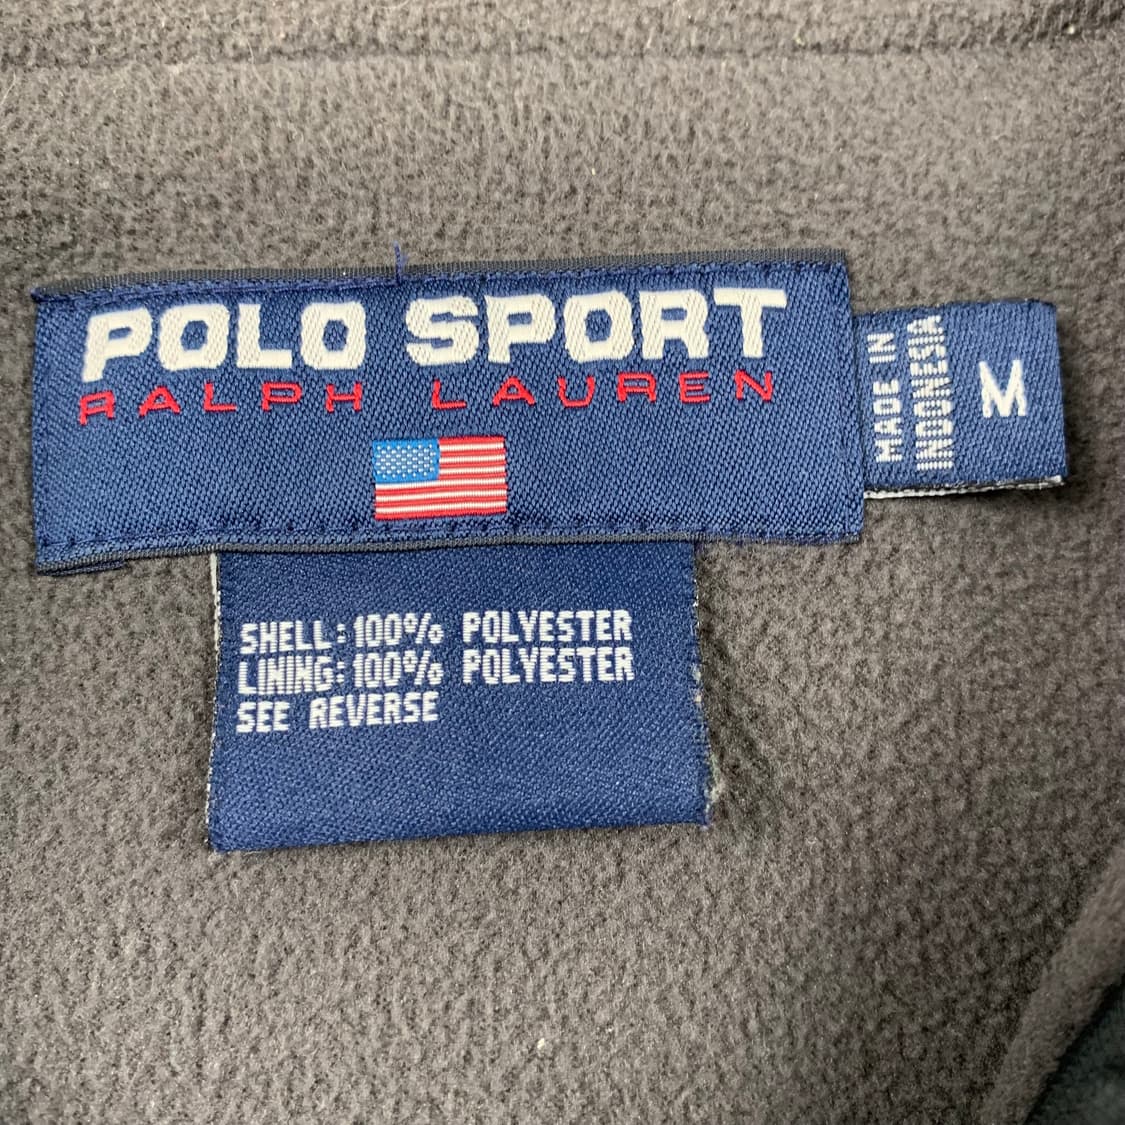 POLO SPORT
RALPH LAUREN
MADE IN
INDONESIA
M
SHELL: 100% POLYESTER
LINING: 100% POLYESTER
SEE REVERSE